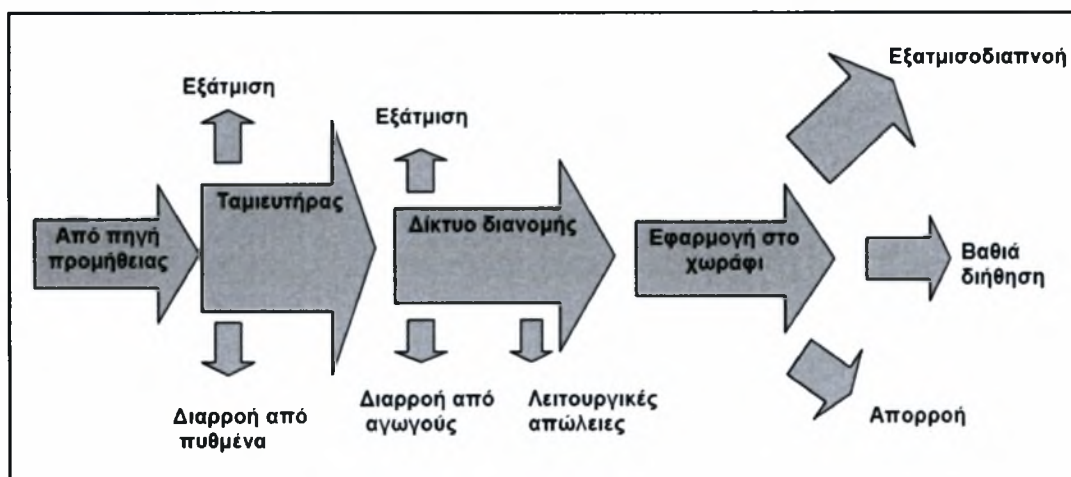 Εξατμισοδιαπνοή
Εξάτμιση
Εξάτμιση
Από πηγή
προμήθειας
Ταμιευτήρας
Δίκτυο διανομής
Εφαρμογή στο
χωράφι
Βαθιά
διήθηση
Διαρροή από
πυθμένα
Διαρροή από
αγωγούς
Λειτουργικές
απώλειες
Απορροή